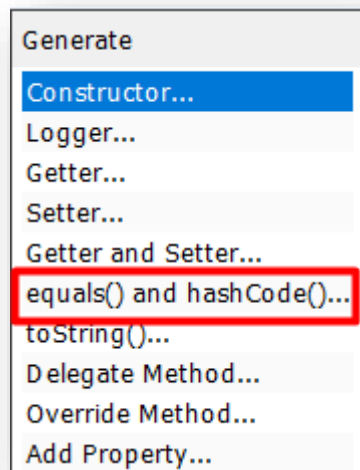 Generate
Constructor...
Logger...
Getter...
Setter...
Getter and Setter...
equals() and hashCode()...
toString()...
Delegate Method...
Override Method...
Add Property...